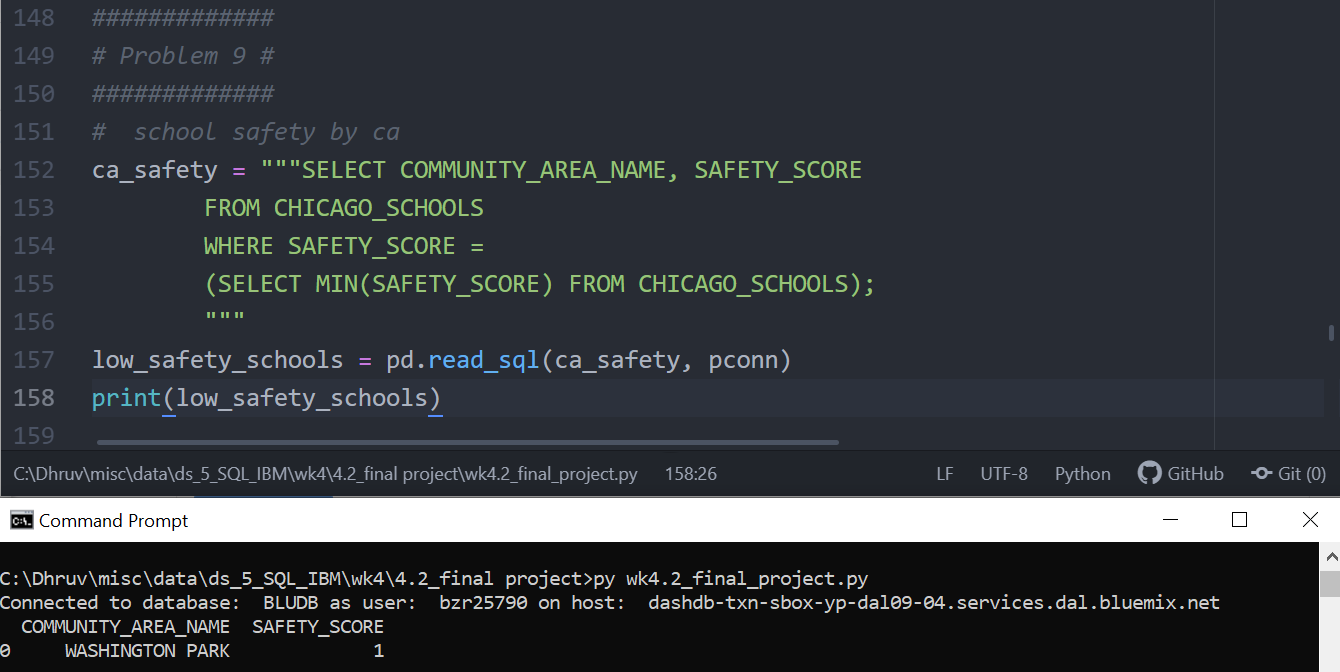 148 #############
149 # Problem 9 #
150 #############
151 #  school safety by ca
152 ca_safety = """SELECT COMMUNITY_AREA_NAME, SAFETY_SCORE
153         FROM CHICAGO_SCHOOLS
154         WHERE SAFETY_SCORE =
155         (SELECT MIN(SAFETY_SCORE) FROM CHICAGO_SCHOOLS);
156         """
157 low_safety_schools = pd.read_sql(ca_safety, pconn)
158 print(low_safety_schools)
159
C:\Dhruv\misc\data\ds_5_SQL_IBM\wk4\4.2_final project\wk4.2_final_project.py 158:26 LF UTF-8 Python GitHub Git (0)
Command Prompt
C:\Dhruv\misc\data\ds_5_SQL_IBM\wk4\4.2_final project>py wk4.2_final_project.py
Connected to database:  BLUDB as user:  bzr25790 on host:  dashdb-txn-sbox-yp-dal09-04.services.dal.bluemix.net
  COMMUNITY_AREA_NAME  SAFETY_SCORE
0     WASHINGTON PARK             1